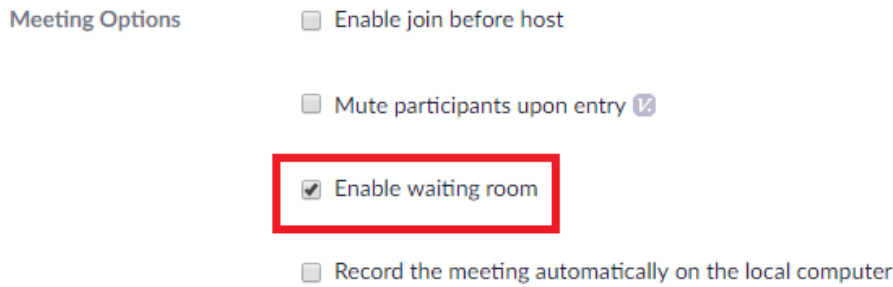 Meeting Options
Enable join before host
Mute participants upon entry
Enable waiting room
Record the meeting automatically on the local computer